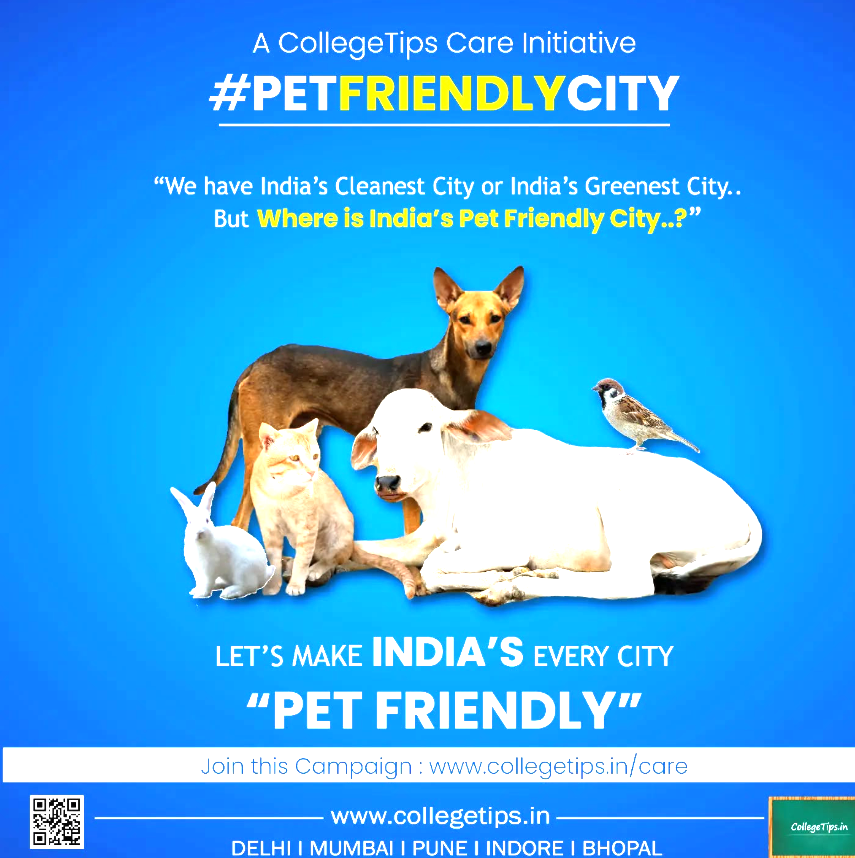 A CollegeTips Care Initiative
#PETFRIENDLYCITY
“We have India’s Cleanest City or India’s Greenest City..
But Where is India’s Pet Friendly City..?”
LET’S MAKE INDIA’S EVERY CITY
“PET FRIENDLY”
Join this Campaign : www.collegetips.in/care
www.collegetips.in
CollegeTips.in
DELHI I MUMBAI I PUNE I INDORE I BHOPAL